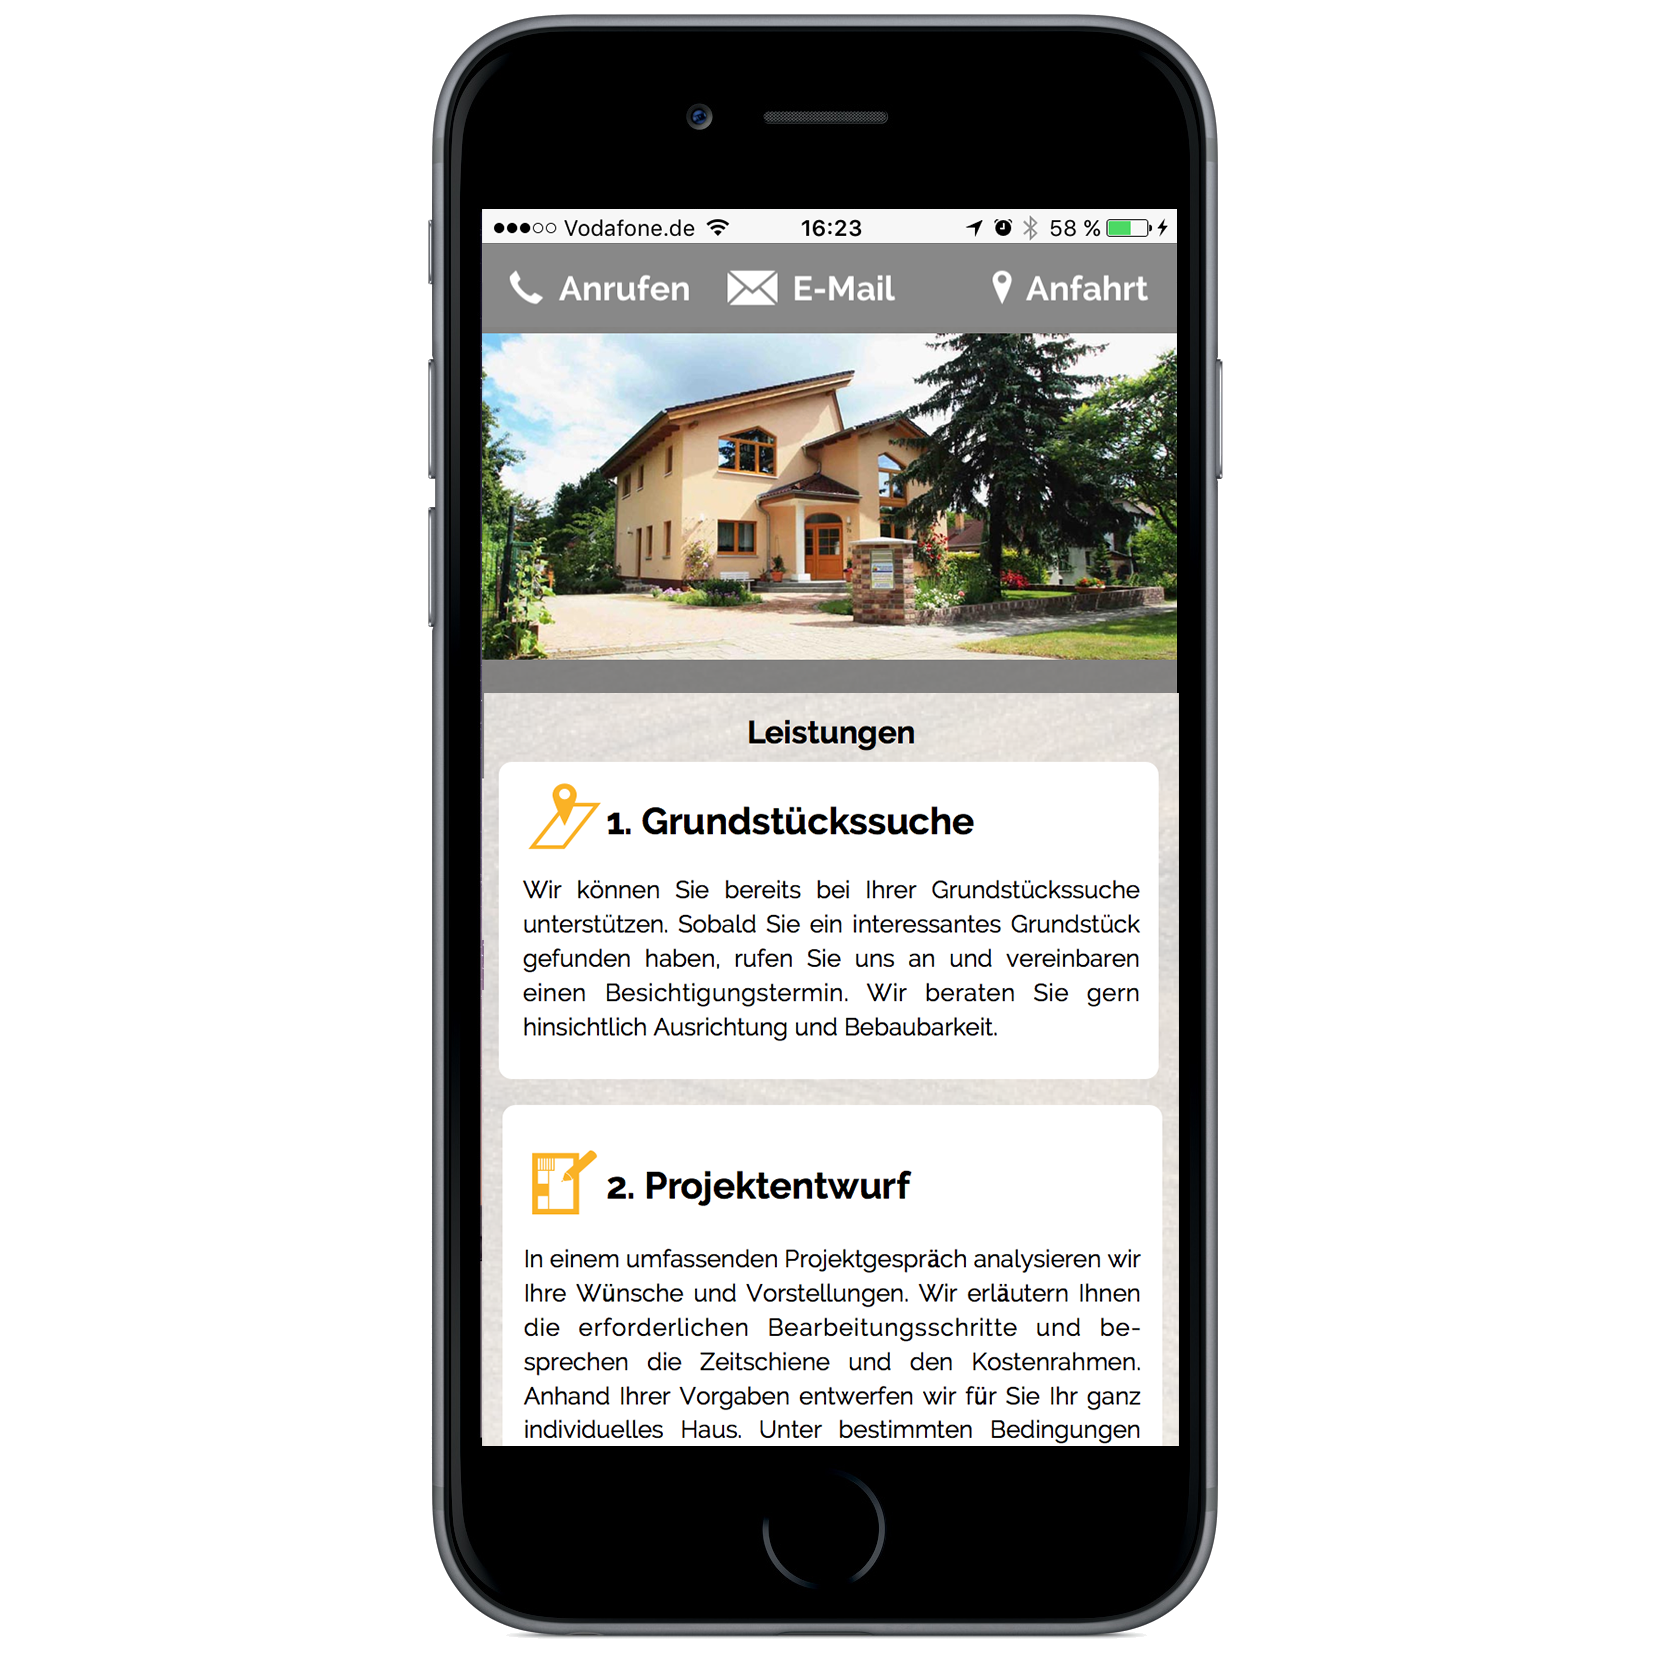 Vodafone.de 16:23 58 %
Anrufen E-Mail Anfahrt
Leistungen
1. Grundstückssuche
Wir können Sie bereits bei Ihrer Grundstückssuche
unterstützen. Sobald Sie ein interessantes Grundstück
gefunden haben, rufen Sie uns an und vereinbaren
einen Besichtigungstermin. Wir beraten Sie gern
hinsichtlich Ausrichtung und Bebaubarkeit.
2. Projektentwurf
In einem umfassenden Projektgespräch analysieren wir
Ihre Wünsche und Vorstellungen. Wir erläutern Ihnen
die erforderlichen Bearbeitungsschritte und be-
sprechen die Zeitschiene und den Kostenrahmen.
Anhand Ihrer Vorgaben entwerfen wir für Sie Ihr ganz
individuelles Haus. Unter bestimmten Bedingungen